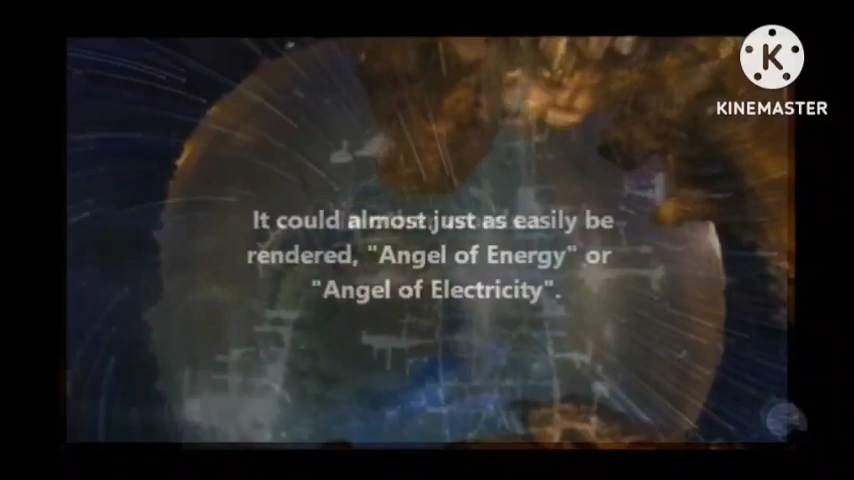 KINEMASTER
It could almost just as easily be
rendered, "Angel of Energy" or
"Angel of Electricity".